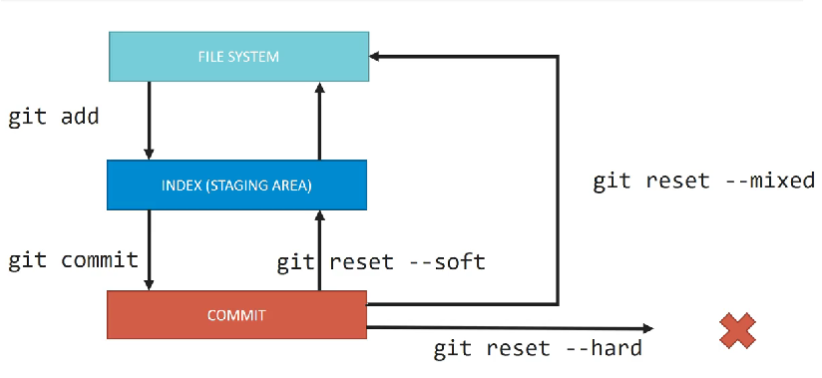 FILE SYSTEM
git add
INDEX (STAGING AREA)
git reset --mixed
git commit
git reset --soft
COMMIT
git reset --hard